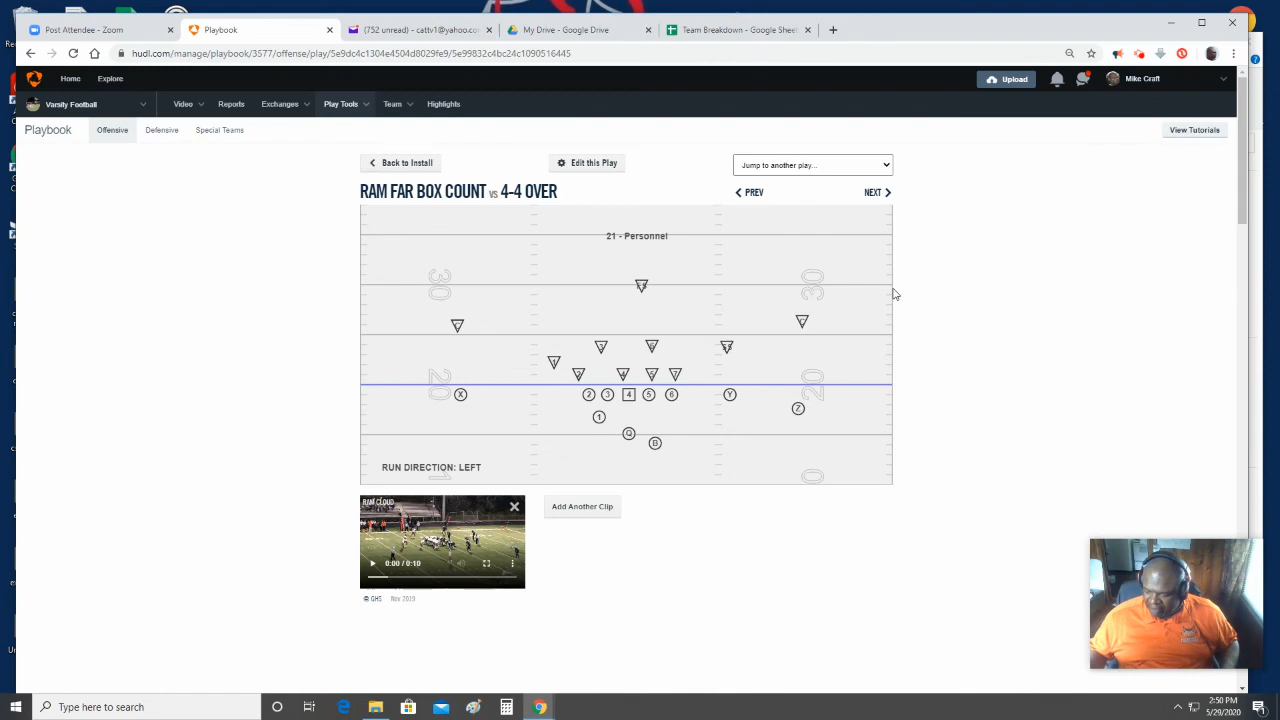 Post Attendee - Zoom
Playbook
(752 unread) - cattv1@yahoo.co
My Drive - Google Drive
Team Breakdown - Google Sheet
hudl.com/manage/playbook/3577/offense/play/5e9dc4c1304e4504d8029fe9/5e99832c4bc24c1090516445
Home
Explore
Upload
Mike Craft
Varsity Football
Video
Reports
Exchanges
Play Tools
Team
Highlights
Playbook
Offensive
Defensive
Special Teams
View Tutorials
Back to Install
Edit this Play
Jump to another play...
RAM FAR BOX COUNT vs 4-4 OVER
PREV
NEXT
21 - Personnel
30
30
20
20
X
2
3
4
5
6
Y
Z
1
Q
B
RUN DIRECTION: LEFT
RAM CLOUD
0:00 / 0:10
Add Another Clip
GHS
Nov 2019
Type here to search
2:50 PM
5/29/2020